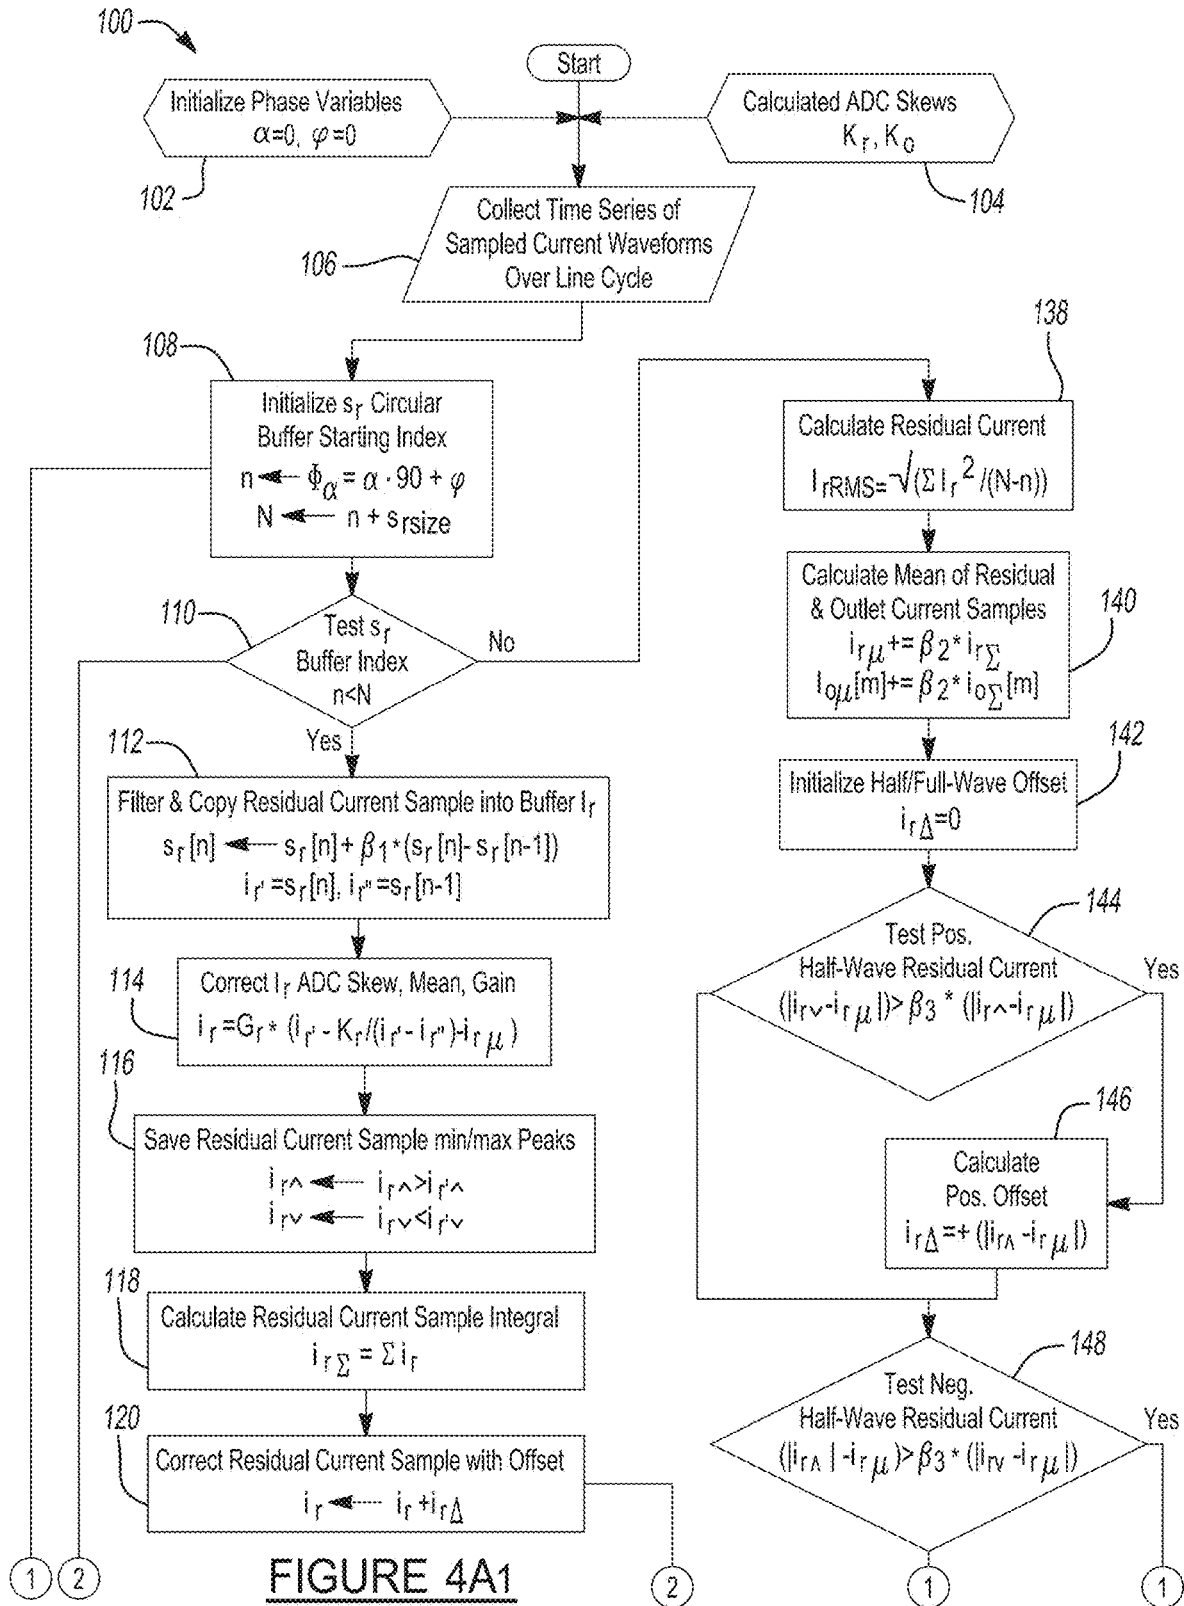 100
Start
Initialize Phase Variables
α=0, φ=0
102
Calculated ADC Skews
Kr, Ko
104
Collect Time Series of
Sampled Current Waveforms
Over Line Cycle
106
108
Initialize sr Circular
Buffer Starting Index
n ← Φα = α · 90 + φ
N ← n + srsize
110
Test sr
Buffer Index
n<N
No
Yes
112
Filter & Copy Residual Current Sample into Buffer Ir
sr[n] ← sr[n] + β1*(sr[n]- sr[n-1])
ir' =sr[n], ir" =sr[n-1]
114
Correct Ir ADC Skew, Mean, Gain
ir =Gr* (ir' - Kr/(ir' - ir")-irμ)
116
Save Residual Current Sample min/max Peaks
ir^ ← ir^>ir'^
irv ← irv<ir'v
118
Calculate Residual Current Sample Integral
irΣ = Σ ir
120
Correct Residual Current Sample with Offset
ir ← ir +irΔ
138
Calculate Residual Current
IrRMS=√(Σ Ir²/(N-n))
Calculate Mean of Residual
& Outlet Current Samples
irμ += β2* irΣ
Ioμ[m]+= β2* ioΣ[m]
140
142
Initialize Half/Full-Wave Offset
irΔ=0
144
Test Pos.
Half-Wave Residual Current
(|irv-irμ|)> β3 * (|ir^-irμ|)
Yes
146
Calculate
Pos. Offset
irΔ=+ (|ir^ -irμ|)
148
Test Neg.
Half-Wave Residual Current
(|ir^ | -irμ)> β3* (|irv -irμ|)
Yes
1
2
2
1
1
FIGURE 4A1